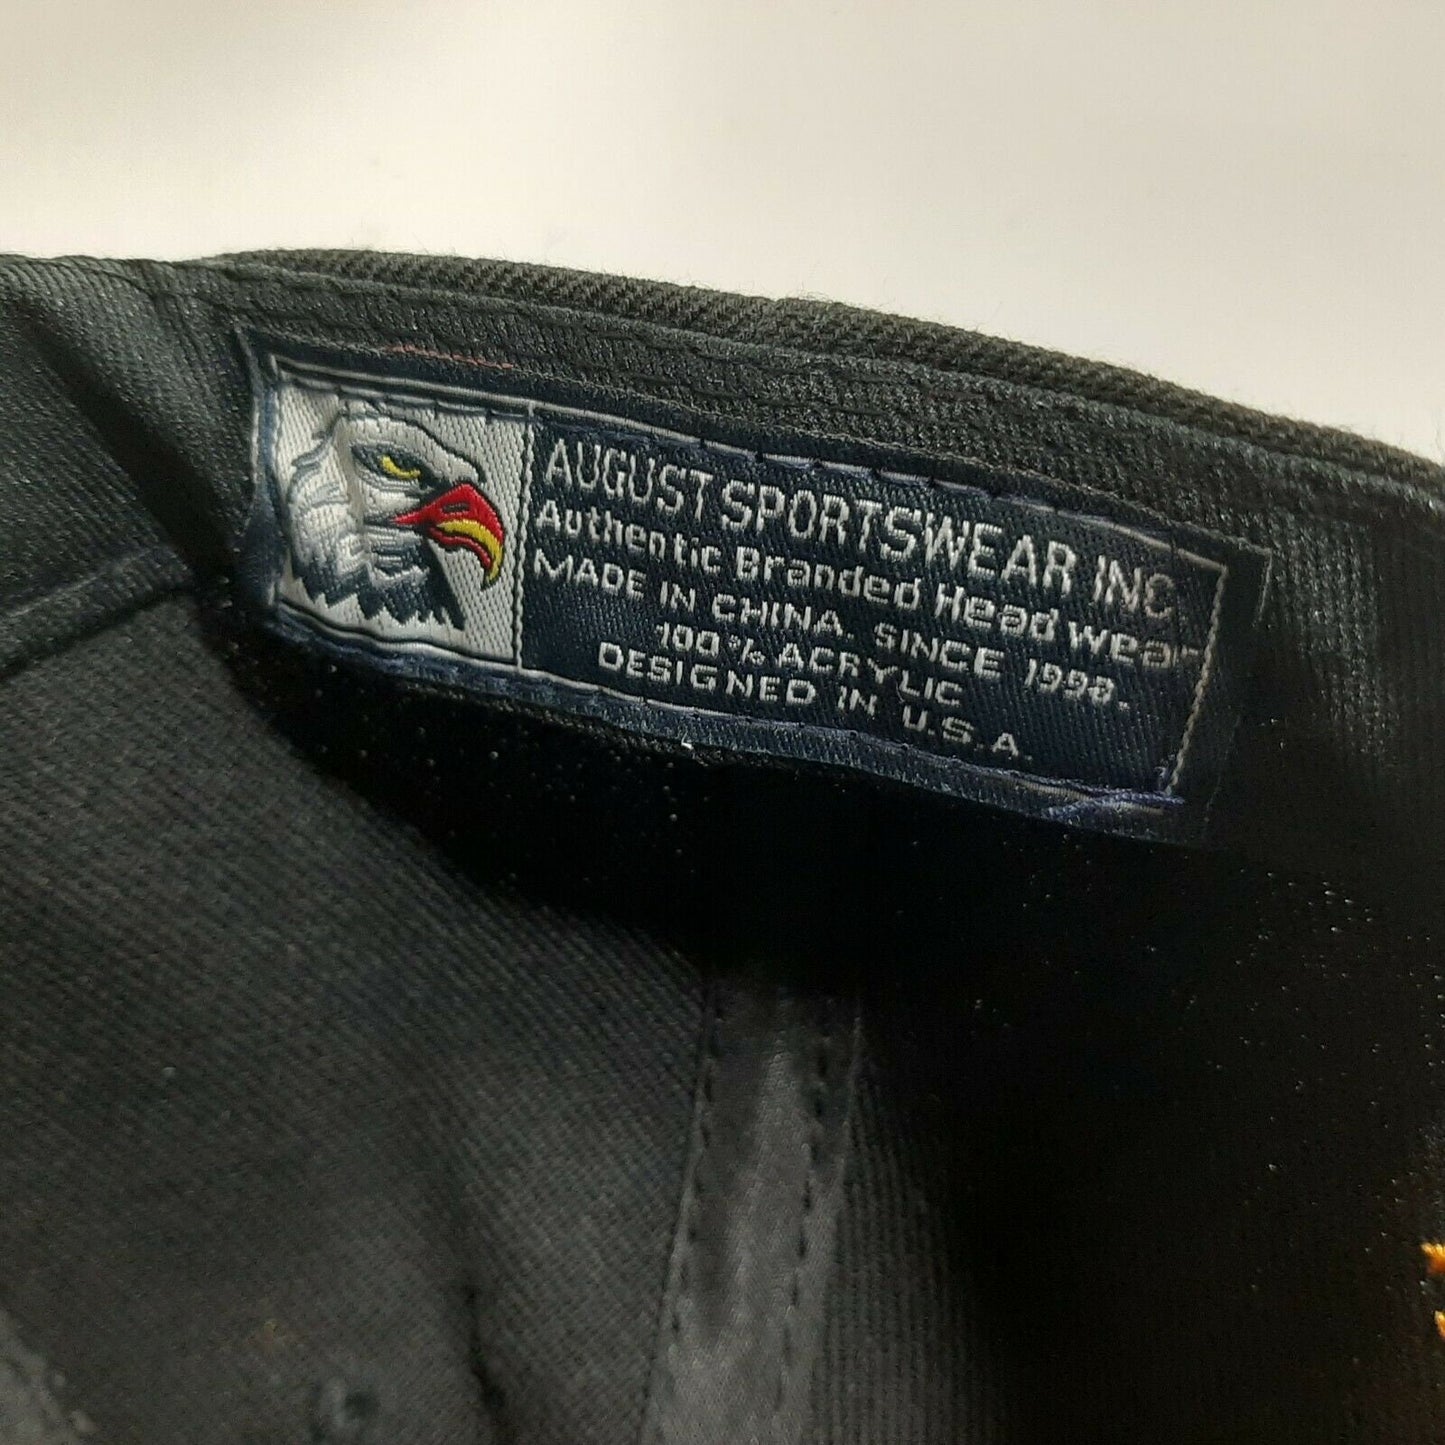 AUGUST SPORTSWEAR INC.
Authentic Branded Head wear
MADE IN CHINA. SINCE 1998.
100% ACRYLIC
DESIGNED IN U.S.A.